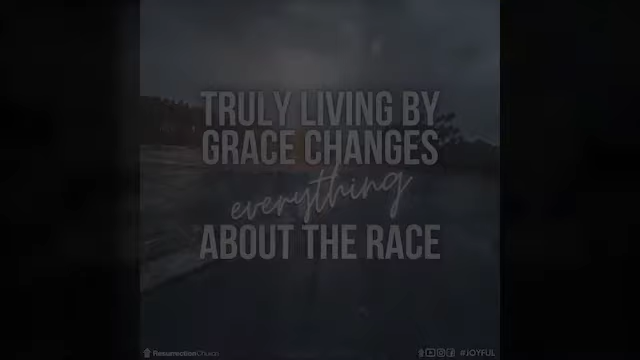 TRULY LIVING BY
GRACE CHANGES
everything
ABOUT THE RACE
ResurrectionChurch
#JOYFUL